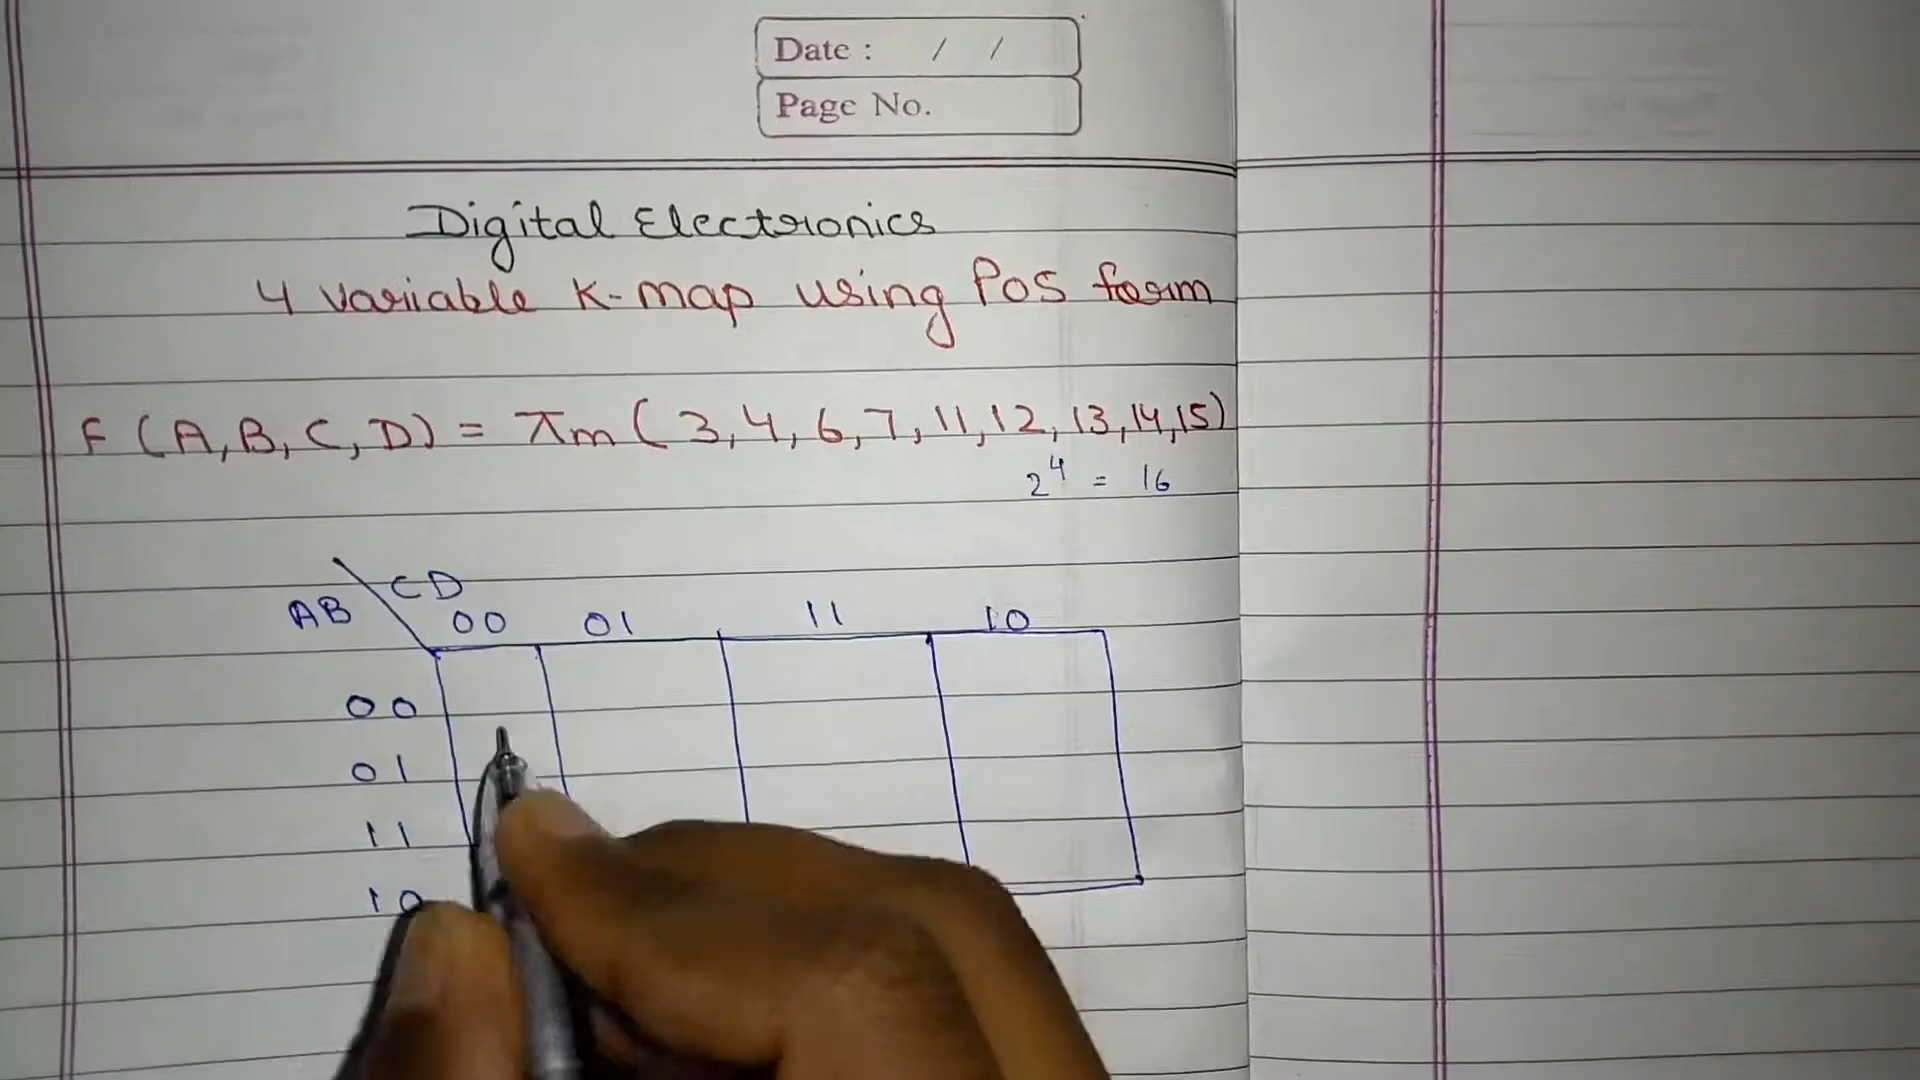 Date : / /
Page No.
Digital Electronics
4 variable K-map using POS form
F (A, B, C, D) = πm ( 3, 4, 6, 7, 11, 12, 13, 14, 15)
2⁴ = 16
CD
AB
00 01 11 10
00
01
11
10